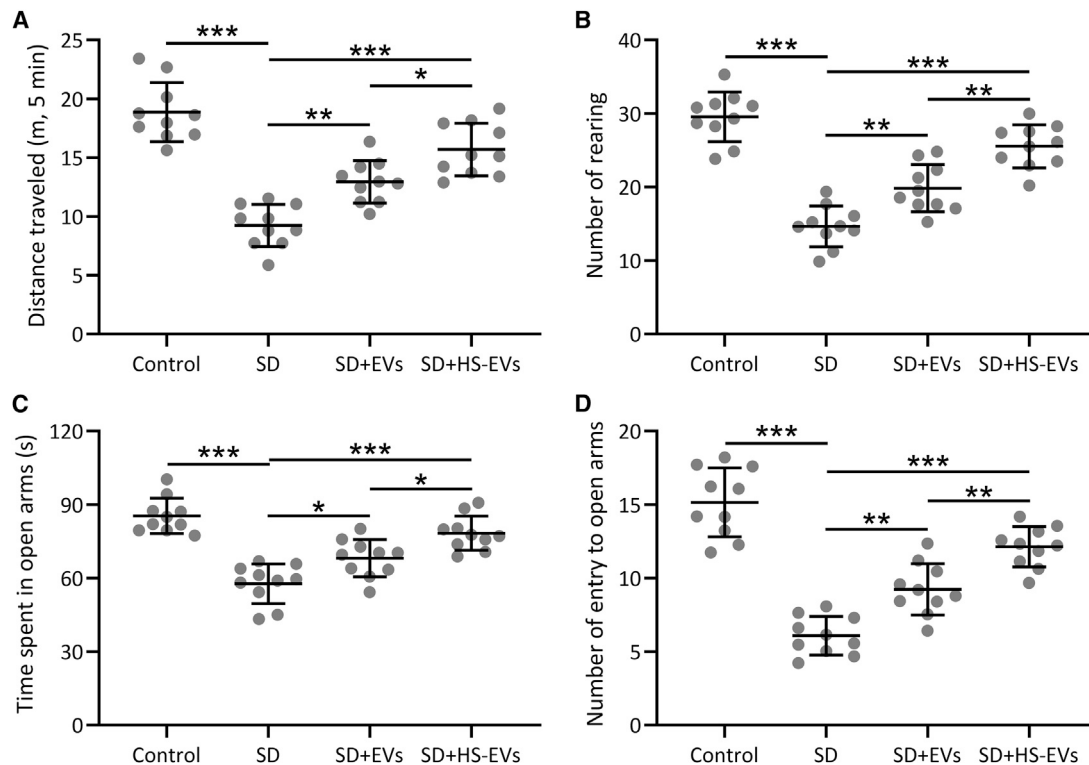 A
Distance traveled (m, 5 min)
25
20
15
10
5
0
***
***
*
**
Control
SD
SD+EVs
SD+HS-EVs
B
Number of rearing
40
30
20
10
0
***
***
**
**
Control
SD
SD+EVs
SD+HS-EVs
C
Time spent in open arms (s)
120
90
60
30
0
***
***
*
*
Control
SD
SD+EVs
SD+HS-EVs
D
Number of entry to open arms
20
15
10
5
0
***
***
**
**
Control
SD
SD+EVs
SD+HS-EVs